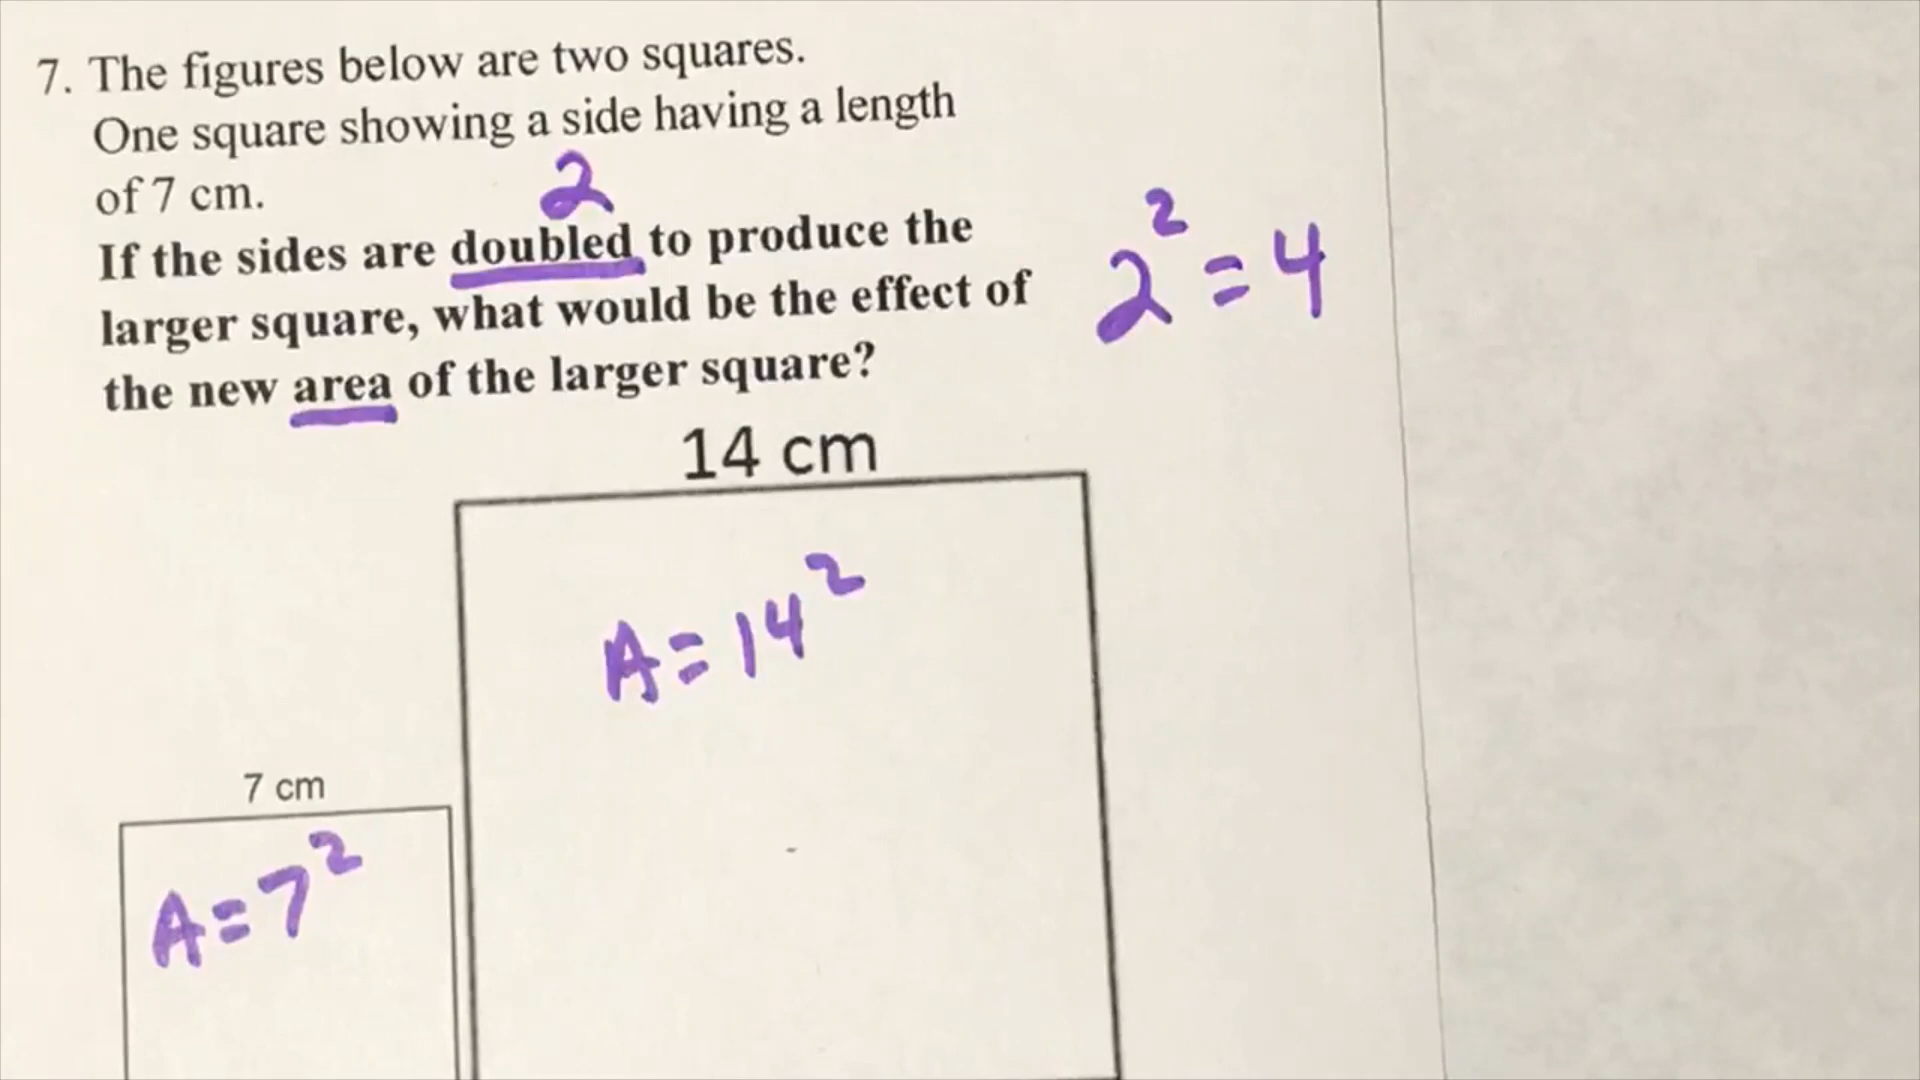 7. The figures below are two squares.
One square showing a side having a length
of 7 cm.
2
If the sides are doubled to produce the
larger square, what would be the effect of
the new area of the larger square?
2² = 4
14 cm
A = 14²
7 cm
A = 7²